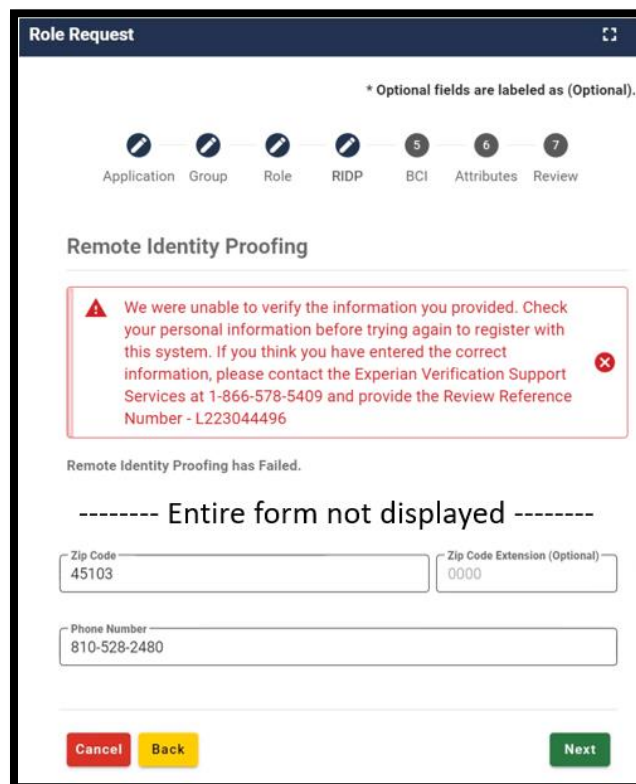 Role Request
* Optional fields are labeled as (Optional).
5 6 7
Application Group Role RIDP BCI Attributes Review
Remote Identity Proofing
We were unable to verify the information you provided. Check
your personal information before trying again to register with
this system. If you think you have entered the correct
information, please contact the Experian Verification Support
Services at 1-866-578-5409 and provide the Review Reference
Number - L223044496
Remote Identity Proofing has Failed.
-------- Entire form not displayed --------
Zip Code Zip Code Extension (Optional)
45103 0000
Phone Number
810-528-2480
Cancel Back Next